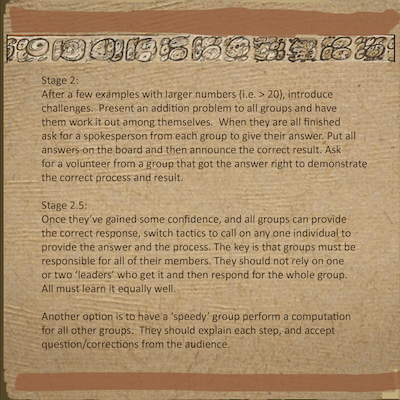 Stage 2:
After a few examples with larger numbers (i.e. > 20), introduce
challenges. Present an addition problem to all groups and have
them work it out among themselves. When they are all finished
ask for a spokesperson from each group to give their answer. Put all
answers on the board and then announce the correct result. Ask
for a volunteer from a group that got the answer right to demonstrate
the correct process and result.
Stage 2.5:
Once they've gained some confidence, and all groups can provide
the correct response, switch tactics to call on any one individual to
provide the answer and the process. The key is that groups must be
responsible for all of their members. They should not rely on one
or two 'leaders' who get it and then respond for the whole group.
All must learn it equally well.
Another option is to have a 'speedy' group perform a computation
for all other groups. They should explain each step, and accept
question/corrections from the audience.